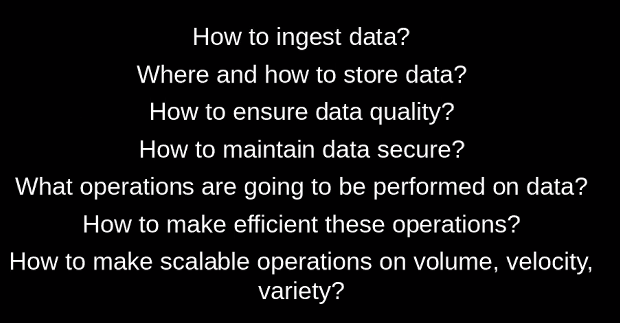 How to ingest data?
Where and how to store data?
How to ensure data quality?
How to maintain data secure?
What operations are going to be performed on data?
How to make efficient these operations?
How to make scalable operations on volume, velocity,
variety?